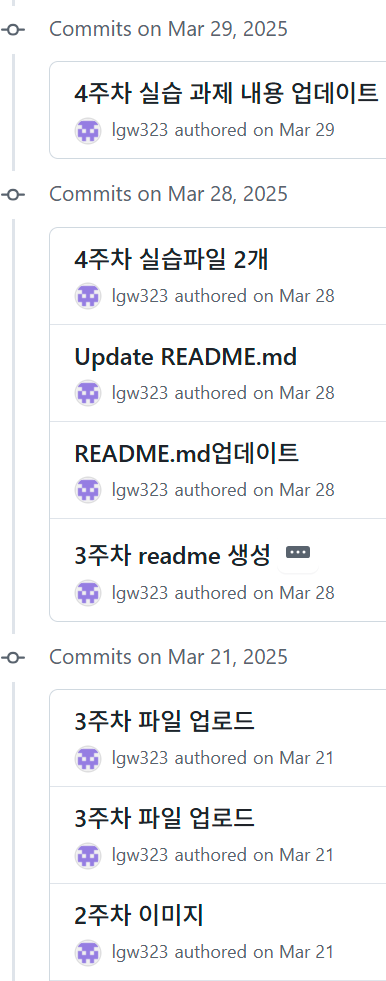 Commits on Mar 29, 2025
4주차 실습 과제 내용 업데이트
lgw323 authored on Mar 29
Commits on Mar 28, 2025
4주차 실습파일 2개
lgw323 authored on Mar 28
Update README.md
lgw323 authored on Mar 28
README.md업데이트
lgw323 authored on Mar 28
3주차 readme 생성
lgw323 authored on Mar 28
Commits on Mar 21, 2025
3주차 파일 업로드
lgw323 authored on Mar 21
3주차 파일 업로드
lgw323 authored on Mar 21
2주차 이미지
lgw323 authored on Mar 21